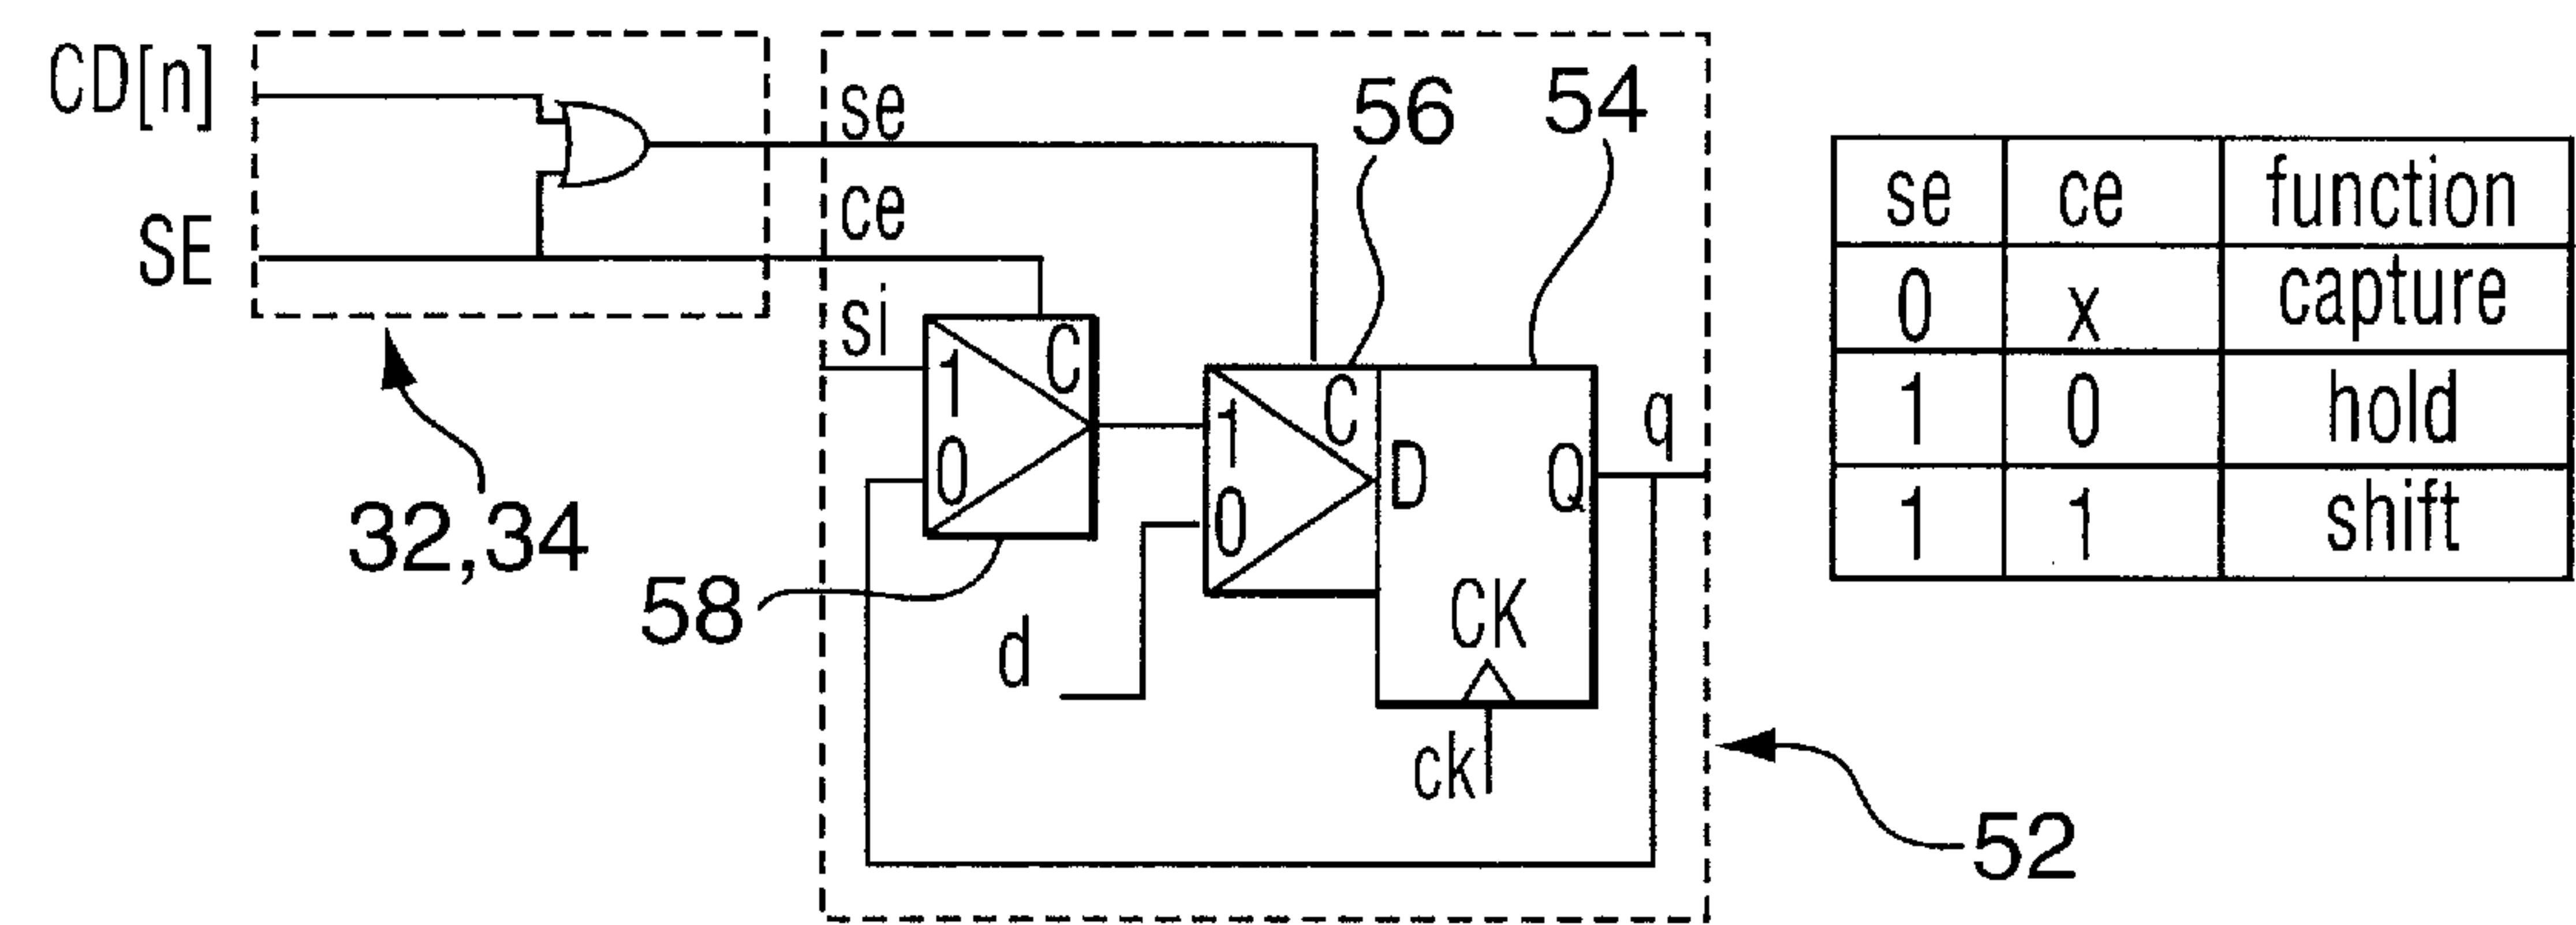 CD[n]
SE
32,34
se
ce
si
1
C
0
58
56
54
1
C
0
D
Q
CK
d
ck
q
52
se ce function
0 x capture
1 0 hold
1 1 shift